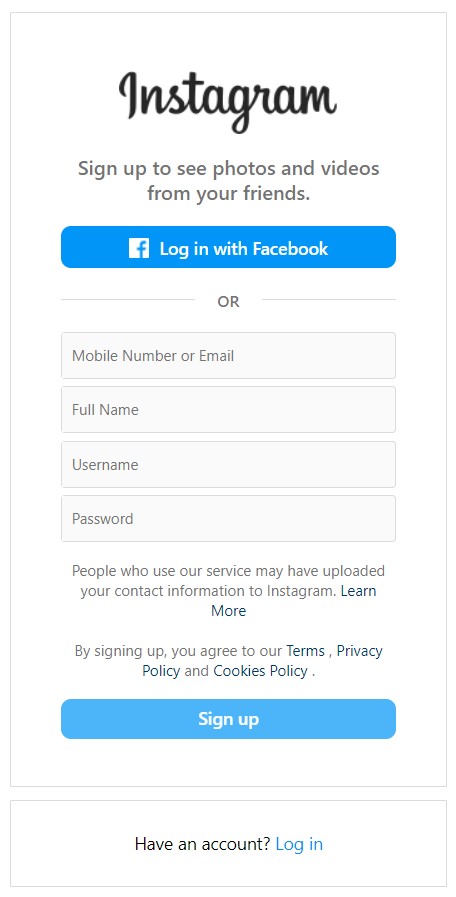 Instagram
Sign up to see photos and videos
from your friends.
Log in with Facebook
OR
Mobile Number or Email
Full Name
Username
Password
People who use our service may have uploaded
your contact information to Instagram. Learn
More
By signing up, you agree to our Terms , Privacy
Policy and Cookies Policy .
Sign up
Have an account? Log in